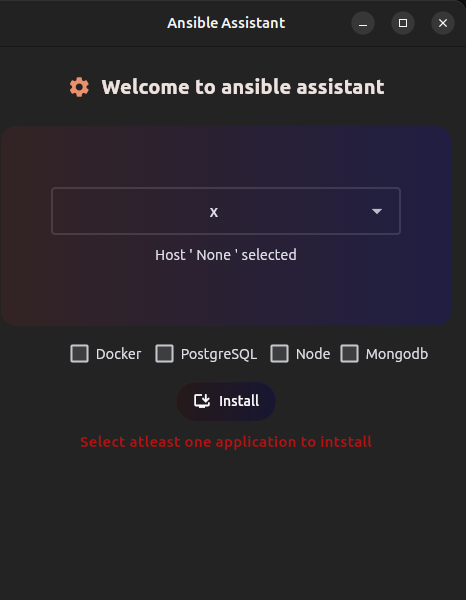 Ansible Assistant
Welcome to ansible assistant
x
Host ' None ' selected
Docker PostgreSQL Node Mongodb
Install
Select atleast one application to intstall